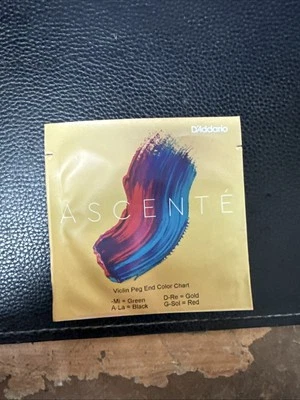 D'Addario
ASCENTÉ
Violin Peg End Color Chart
-Mi = Green D-Re = Gold
A-La = Black G-Sol = Red